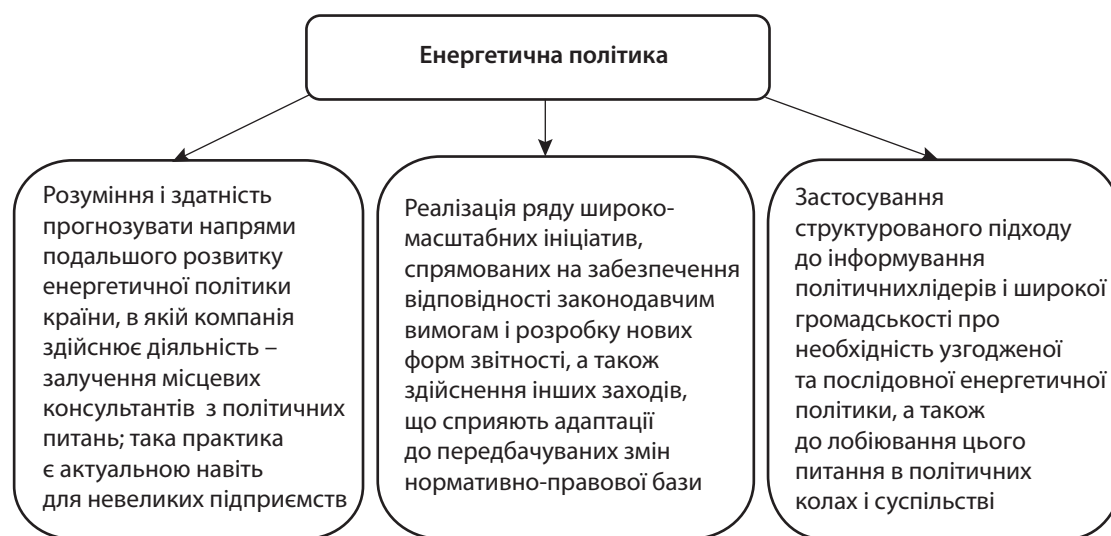 Енергетична політика
Розуміння і здатність
прогнозувати напрями
подальшого розвитку
енергетичної політики
країни, в якій компанія
здійснює діяльність –
залучення місцевих
консультантів  з політичних
питань; така практика
є актуальною навіть
для невеликих підприємств
Реалізація ряду широко-
масштабних ініціатив,
спрямованих на забезпечення
відповідності законодавчим
вимогам і розробку нових
форм звітності, а також
здійснення інших заходів,
що сприяють адаптації
до передбачуваних змін
нормативно-правової бази
Застосування
структурованого підходу
до інформування
політичнихлідерів і широкої
громадськості про
необхідність узгодженої
та послідовної енергетичної
політики, а також
до лобіювання цього
питання в політичних
колах і суспільстві